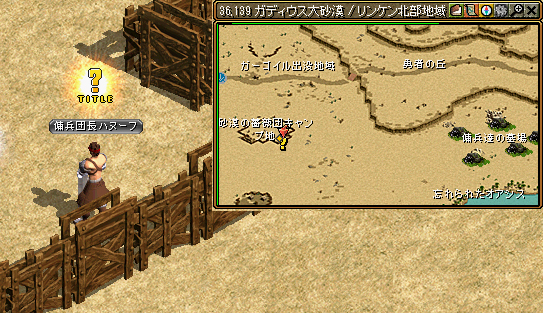 36,139 ガディウス大砂漠 / リンケン北部地域
ガーゴイル出没地域
勇者の丘
TITLE
傭兵団長ハヌーフ
砂漠の薔薇団キャン
プ地
傭兵達の墓場
忘れられたオアシス